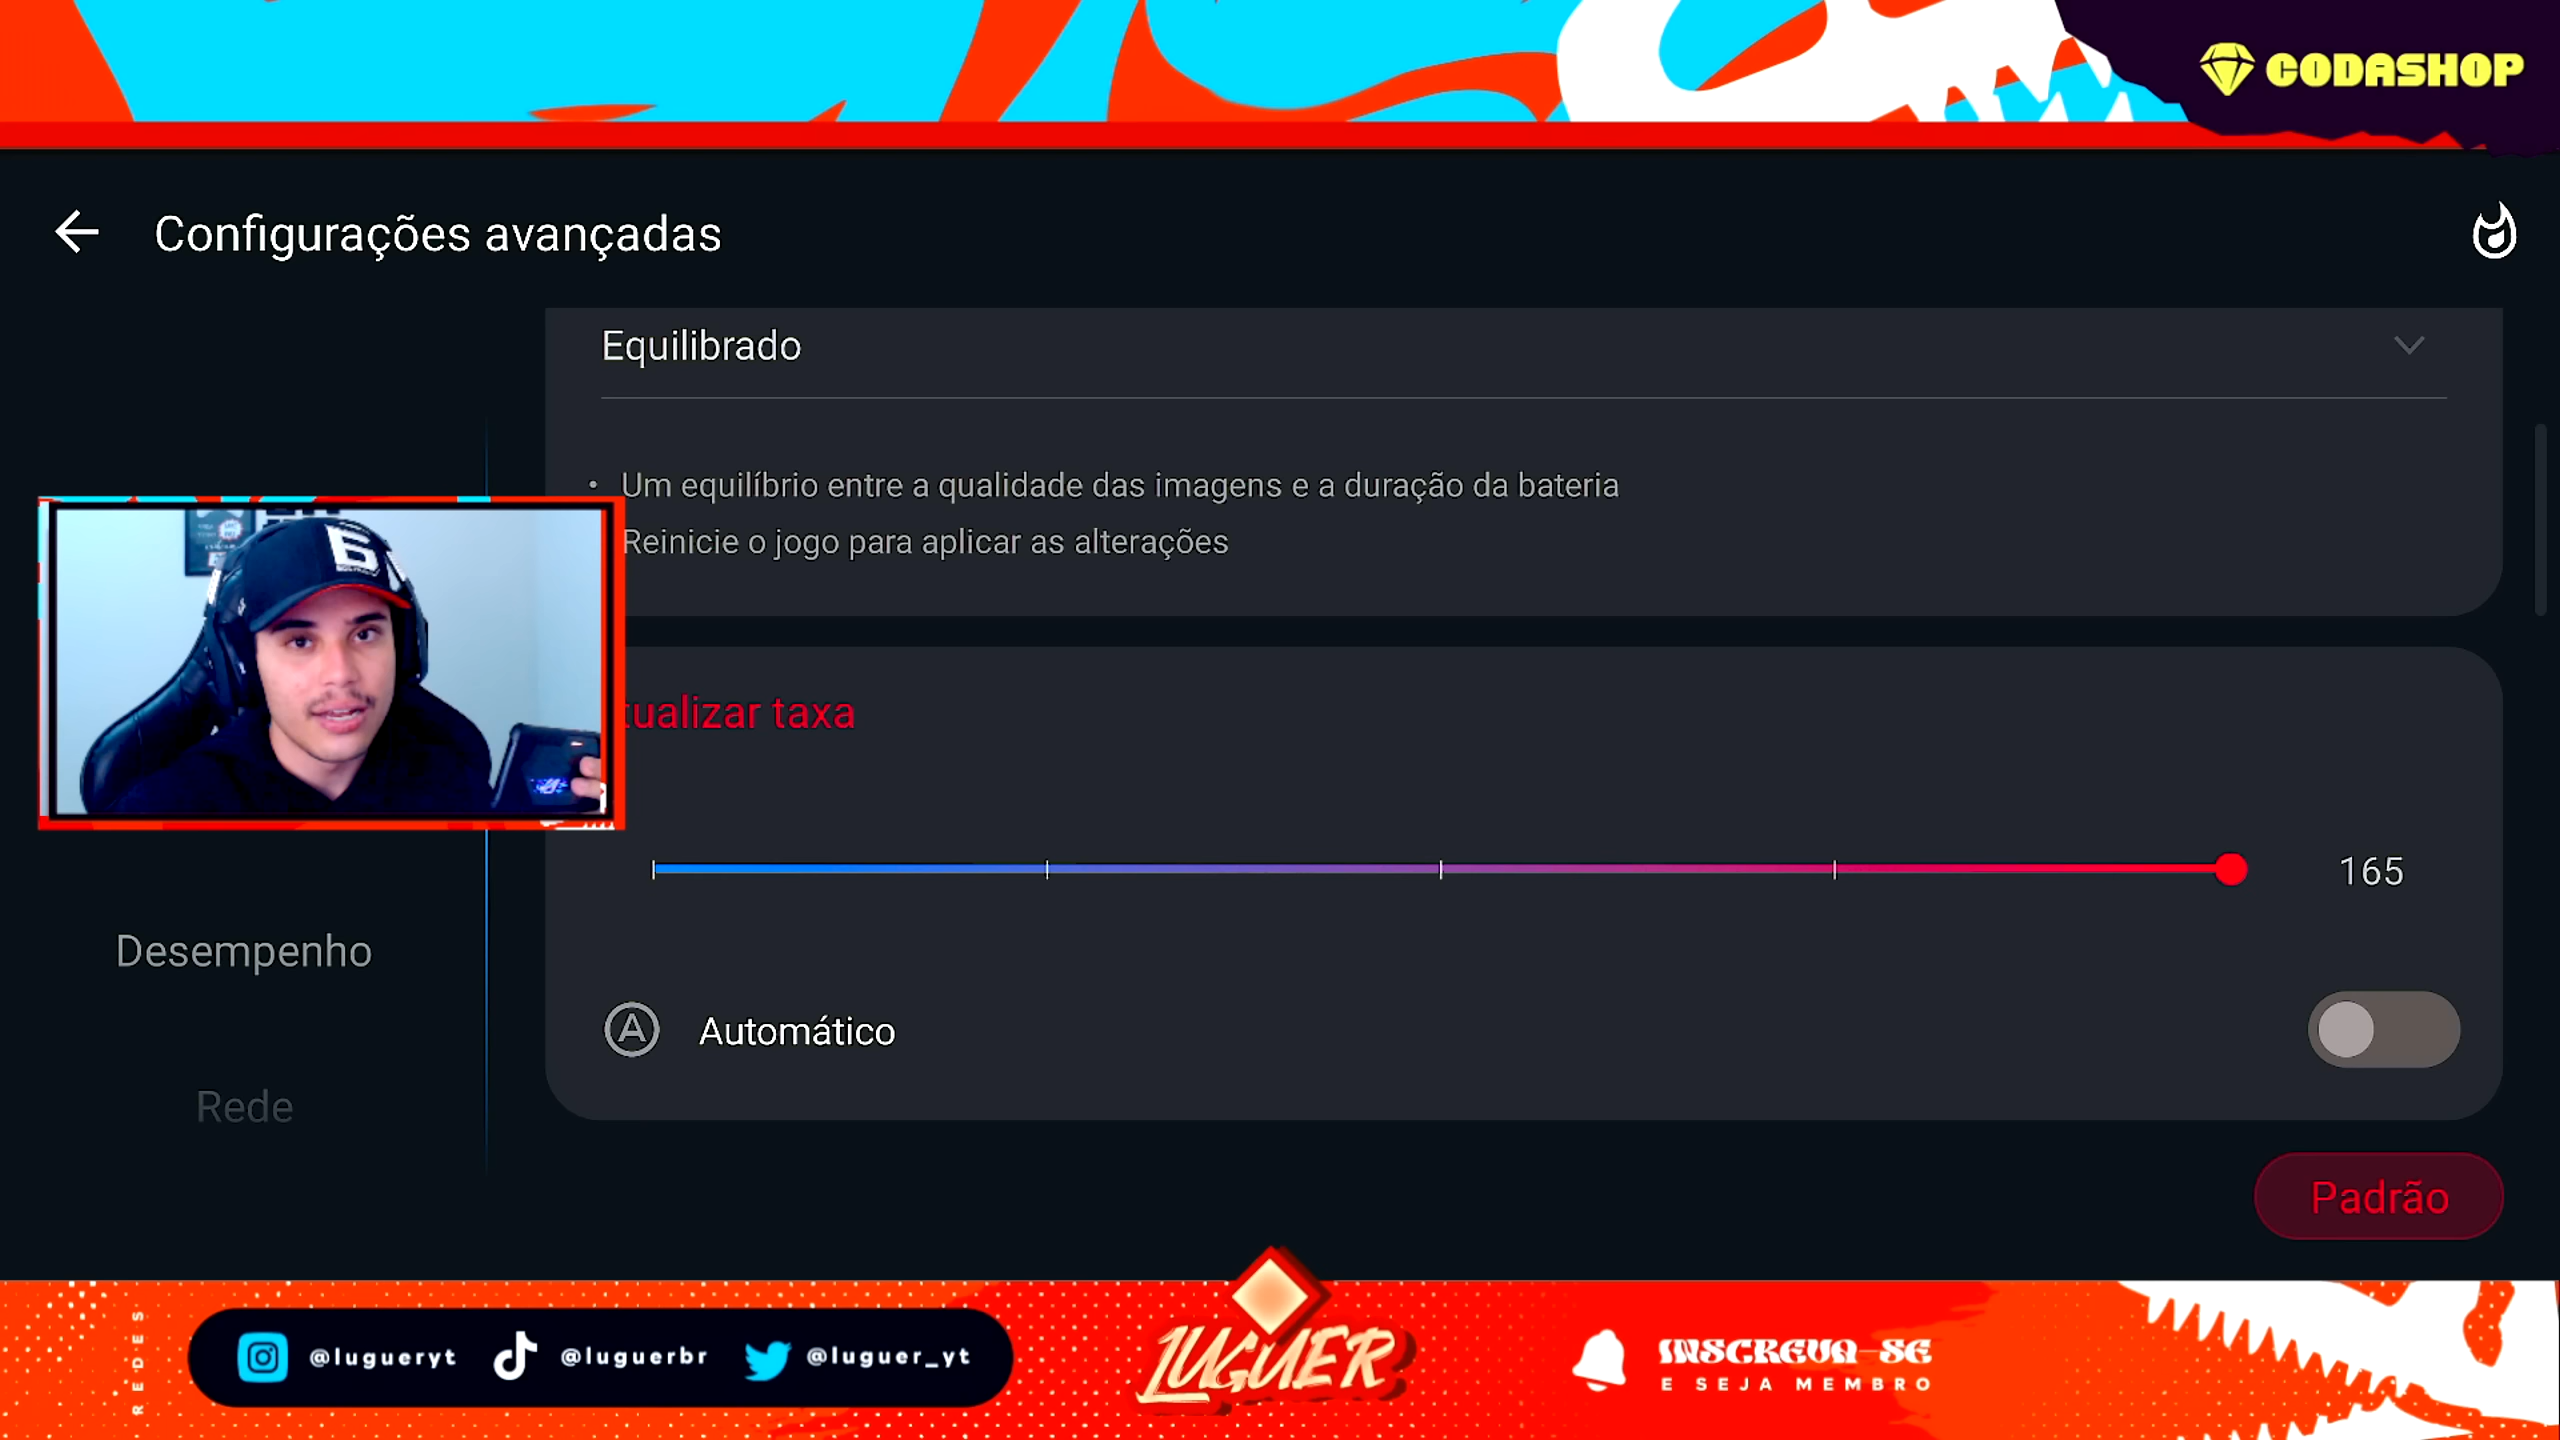 CODASHOP
Configurações avançadas
Equilibrado
• Um equilíbrio entre a qualidade das imagens e a duração da bateria
Reinicie o jogo para aplicar as alterações
tualizar taxa
165
Desempenho
A Automático
Rede
Padrão
REDES
@lugueryt @luguerbr @luguer_yt
LUGUER
INSCREVA-SE
E SEJA MEMBRO